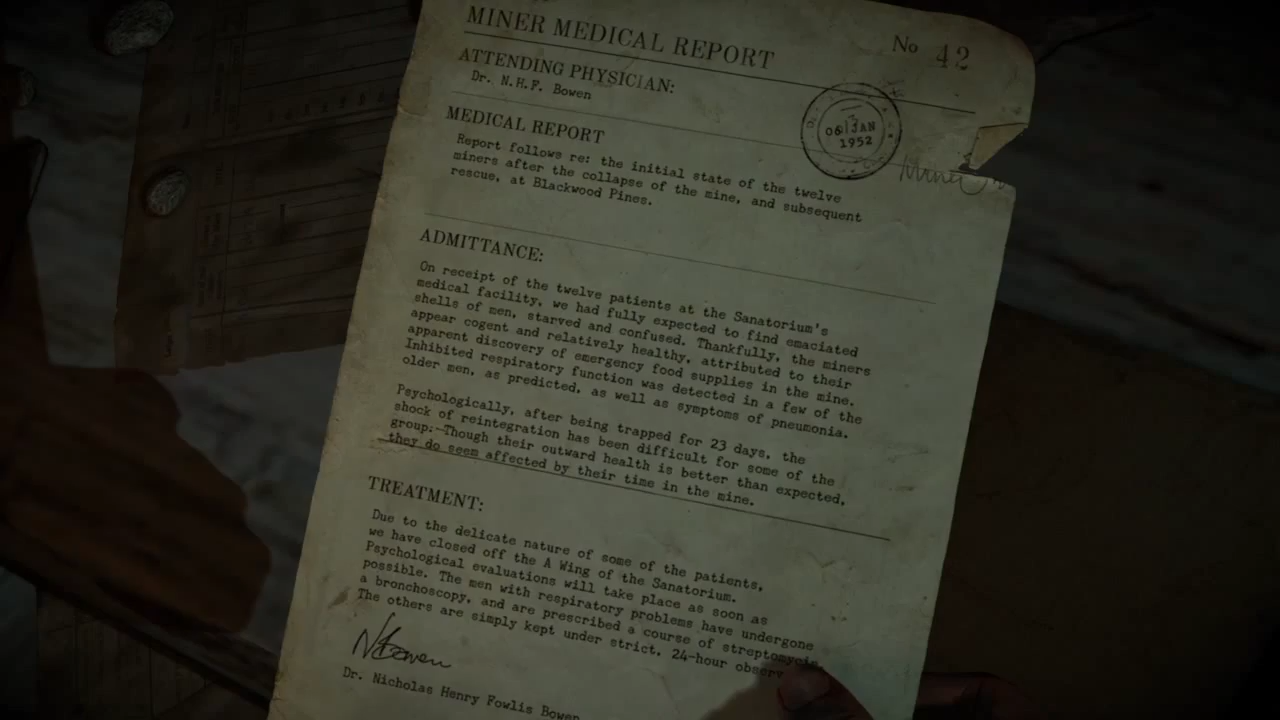 MINER MEDICAL REPORT
No 42
ATTENDING PHYSICIAN:
Dr. N.H.F. Bowen
06 JAN
1952
MEDICAL REPORT
Miner
Report follows re: the initial state of the twelve
miners after the collapse of the mine, and subsequent
rescue, at Blackwood Pines.
ADMITTANCE:
On receipt of the twelve patients at the Sanatorium's
medical facility, we had fully expected to find emaciated
shells of men, starved and confused. Thankfully, the miners
appear cogent and relatively healthy, attributed to their
apparent discovery of emergency food supplies in the mine.
Inhibited respiratory function was detected in a few of the
older men, as predicted, as well as symptoms of pneumonia.
Psychologically, after being trapped for 23 days, the
shock of reintegration has been difficult for some of the
group. Though their outward health is better than expected,
they do seem affected by their time in the mine.
TREATMENT:
Due to the delicate nature of some of the patients,
we have closed off the A Wing of the Sanatorium.
Psychological evaluations will take place as soon as
possible. The men with respiratory problems have undergone
a bronchoscopy, and are prescribed a course of streptomycin
The others are simply kept under strict, 24-hour observ
NBowen
Dr. Nicholas Henry Fowlis Bowen